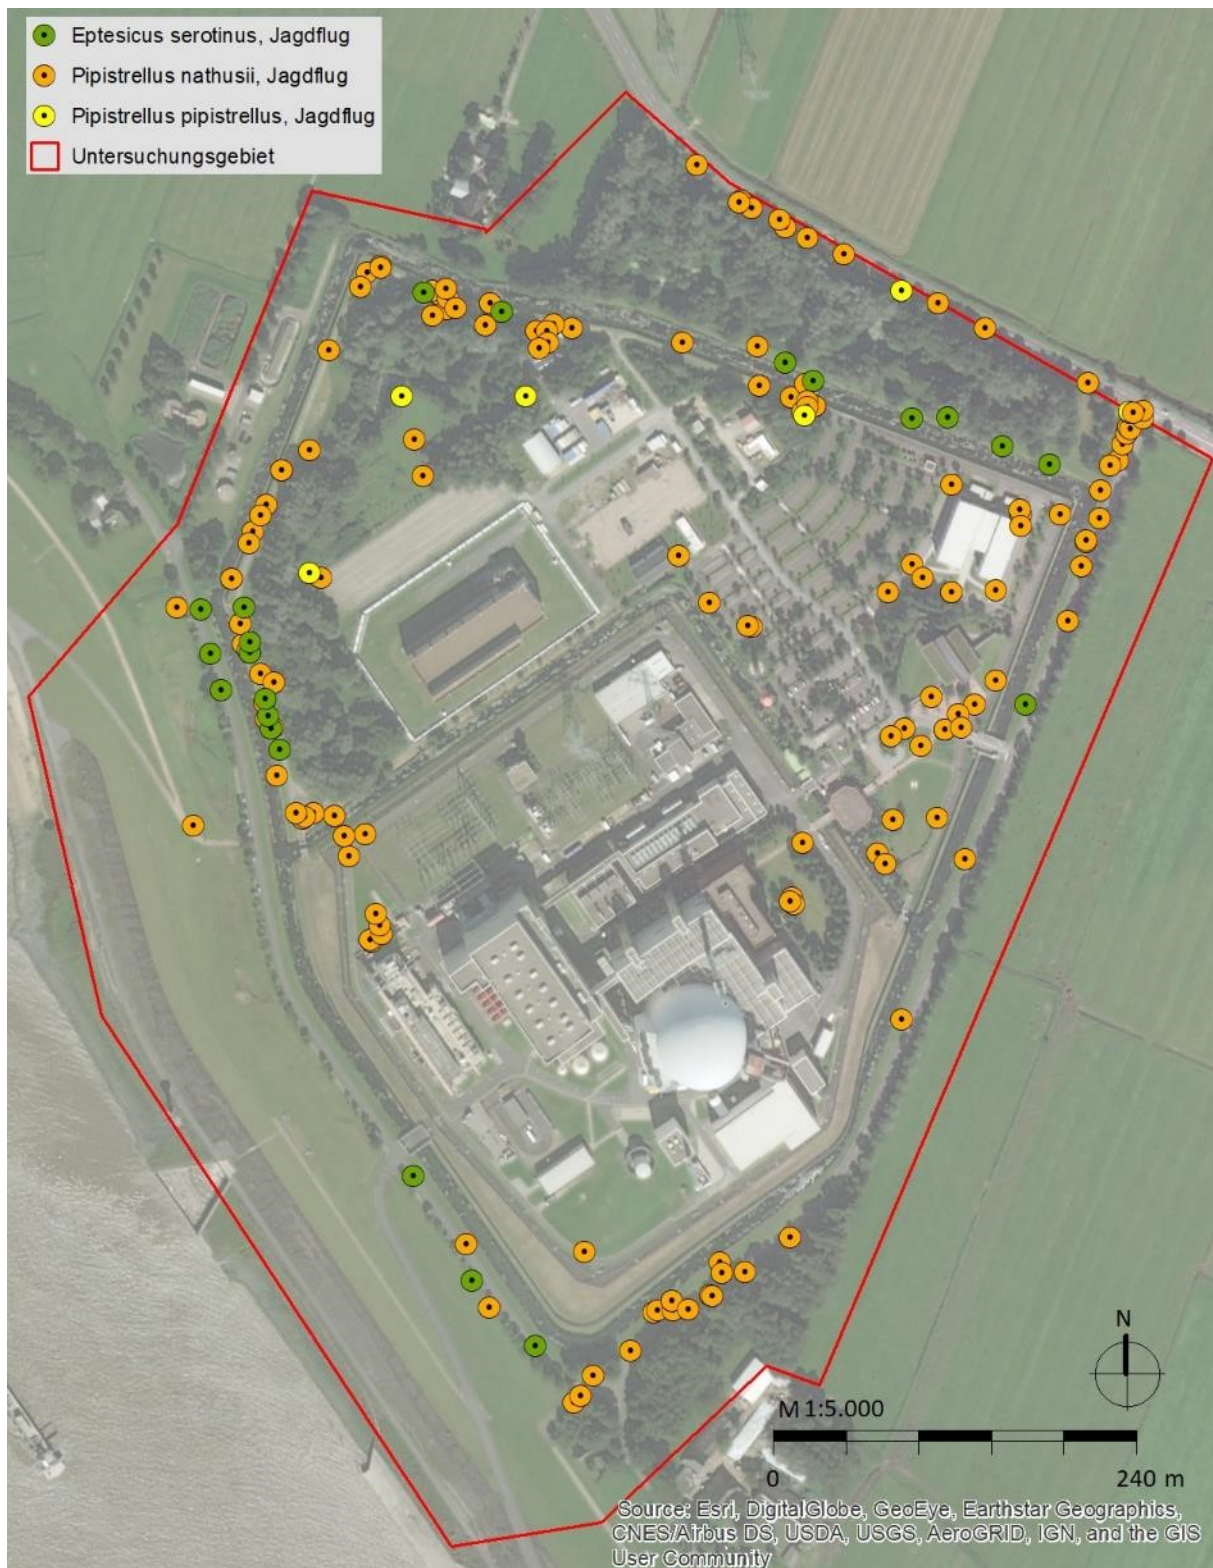 Eptesicus serotinus, Jagdflug
Pipistrellus nathusii, Jagdflug
Pipistrellus pipistrellus, Jagdflug
Untersuchungsgebiet
N
M 1:5.000
0 240 m
Source: Esri, DigitalGlobe, GeoEye, Earthstar Geographics,
CNES/Airbus DS, USDA, USGS, AeroGRID, IGN, and the GIS
User Community